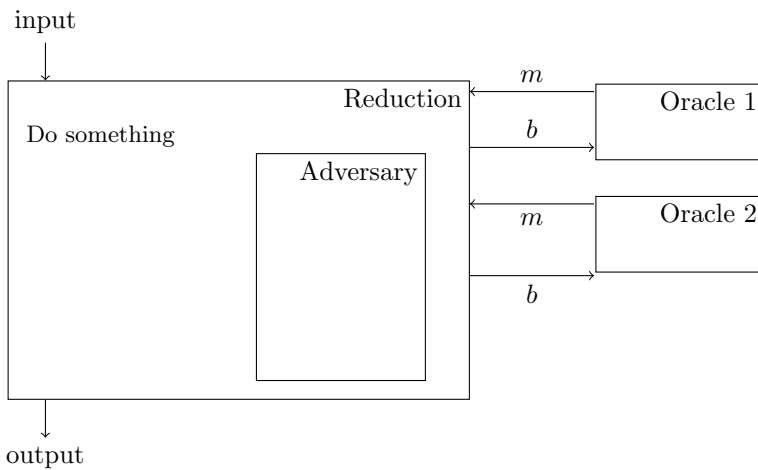 input
Reduction
m
Oracle 1
Do something
b
Adversary
m
Oracle 2
b
output